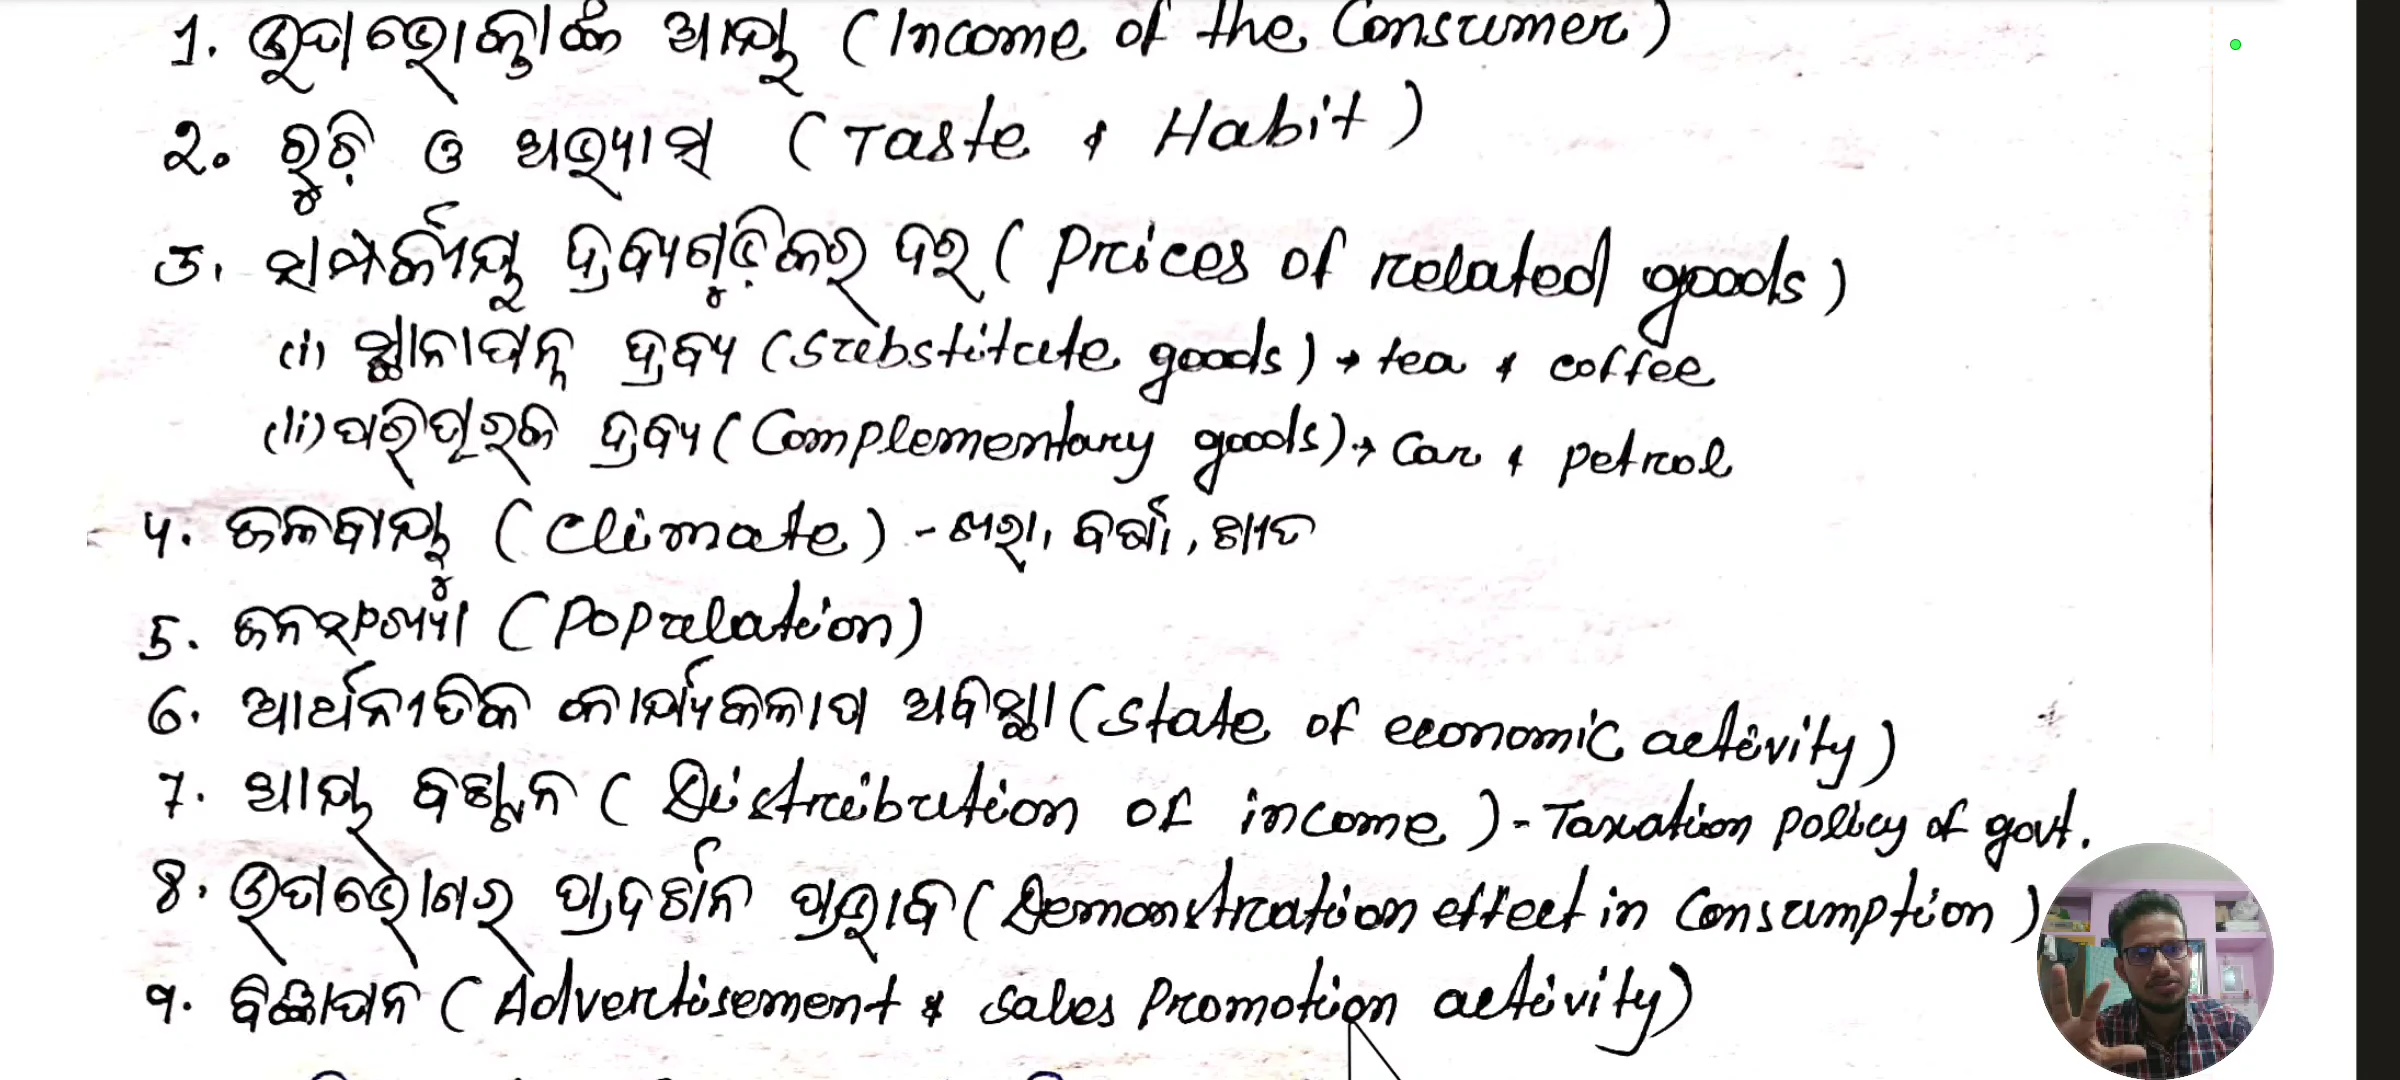 1. ଉପଭୋକ୍ତାଙ୍କ ଆୟ (Income of the Consumer)
2. ରୁଚି ଓ ଅଭ୍ୟାସ (Taste & Habit)
3. ସମ୍ପର୍କୀୟ ଦ୍ରବ୍ୟଗୁଡ଼ିକର ଦର (Prices of related goods)
(i) ସ୍ଥାନାପନ୍ନ ଦ୍ରବ୍ୟ (Substitute goods) → tea & coffee
(ii) ପରିପୂରକ ଦ୍ରବ୍ୟ (Complementary goods) → Car & petrol
4. ଜଳବାୟୁ (Climate) - ଖରା, ବର୍ଷା, ଶୀତ
5. ଜନସଂଖ୍ୟା (Population)
6. ଆର୍ଥନୀତିକ କାର୍ଯ୍ୟକଳାପ ଅବସ୍ଥା (State of economic activity)
7. ଆୟ ବଣ୍ଟନ (Distribution of income) - Taxation policy of govt.
8. ଉପଭୋଗର ପ୍ରଦର୍ଶନ ପ୍ରଭାବ (Demonstration effect in Consumption)
9. ବିଜ୍ଞାପନ (Advertisement & Sales Promotion activity)